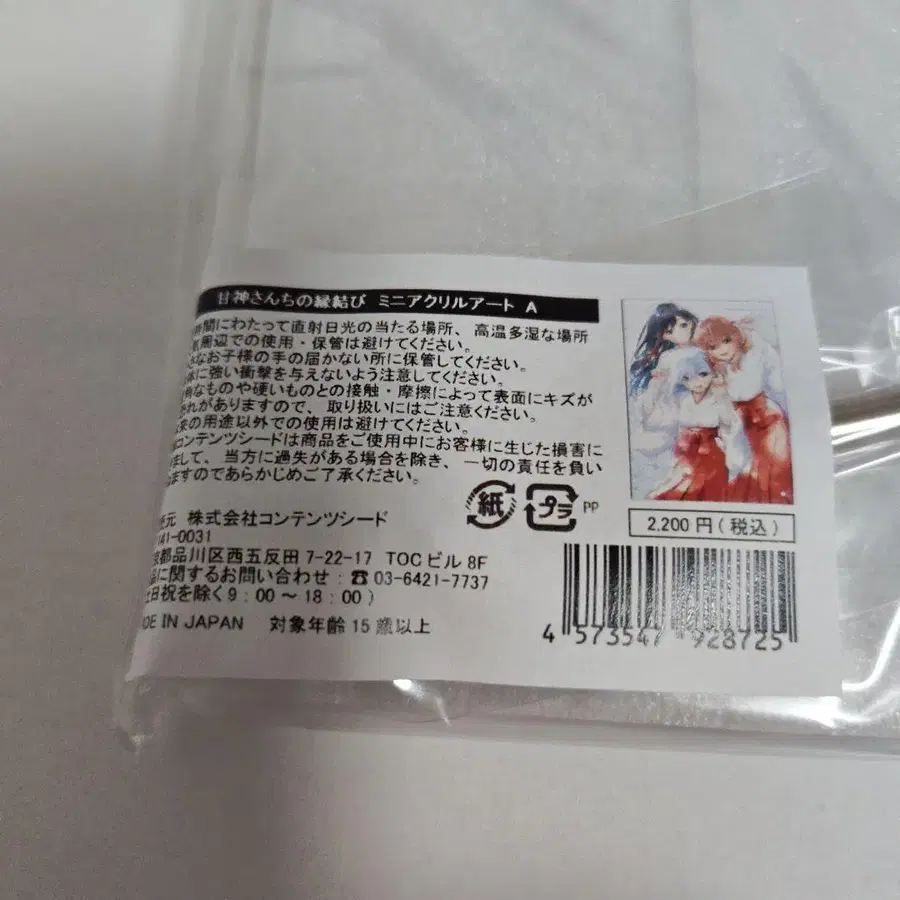 甘神さんちの縁結び ミニアクリルアート A
時間にわたって直射日光の当たる場所、高温多湿な場所
周辺での使用・保管は避けてください。
なお子様の手の届かない所に保管してください。
に強い衝撃を与えないよう注意してください。
なものや硬いものとの接触・摩擦によって表面にキズが
れがありますので、取り扱いにはご注意ください。
の用途以外での使用は避けてください。
コンテンツシードは商品をご使用中にお客様に生じた損害に
まして、当方に過失がある場合を除き、一切の責任を負い
ますのであらかじめご了承ください。
紙 プラ PP
元 株式会社コンテンツシード
141-0031
京都品川区西五反田 7-22-17 TOCビル 8F
品に関するお問い合わせ:☎03-6421-7737
土日祝を除く9:00~18:00)
DE IN JAPAN 対象年齢15歳以上
2,200円(税込)
4 573547 928725